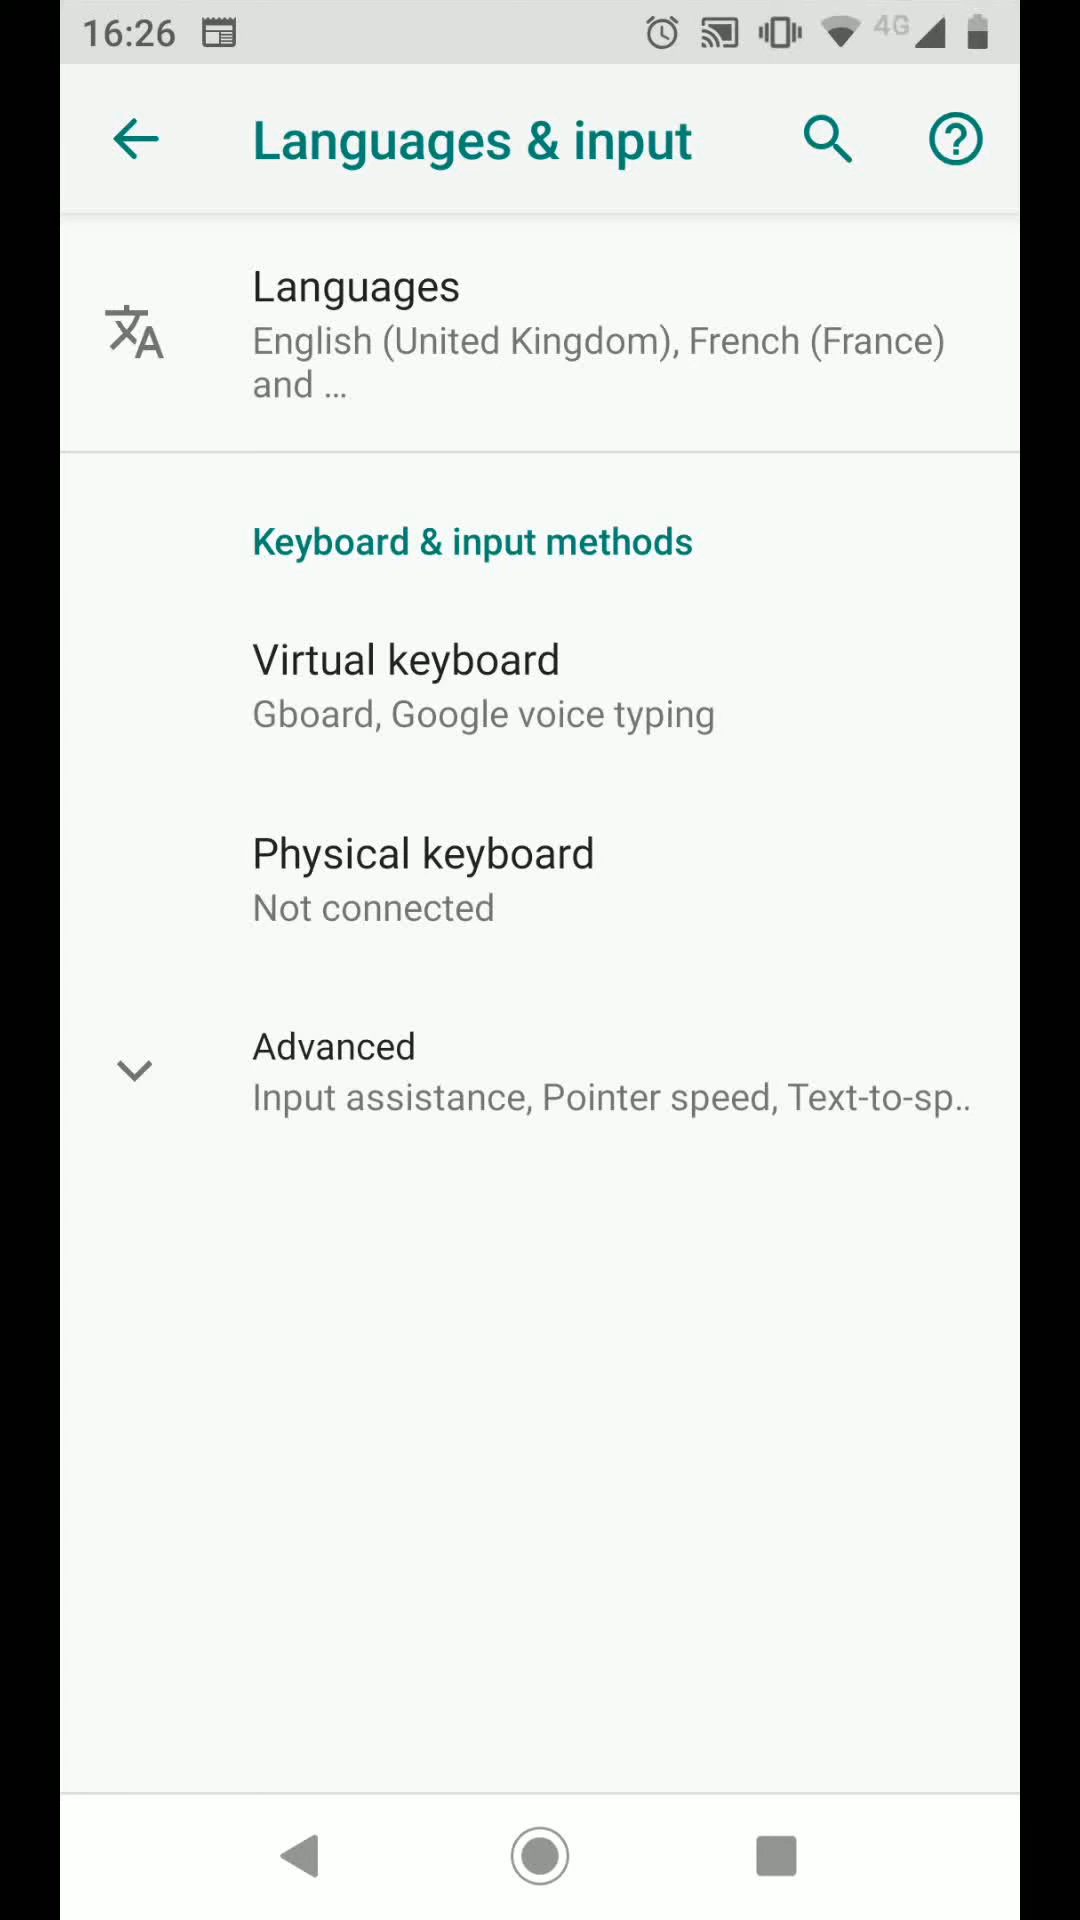 16:26
4G
Languages & input
Languages
English (United Kingdom), French (France)
and ...
Keyboard & input methods
Virtual keyboard
Gboard, Google voice typing
Physical keyboard
Not connected
Advanced
Input assistance, Pointer speed, Text-to-sp..